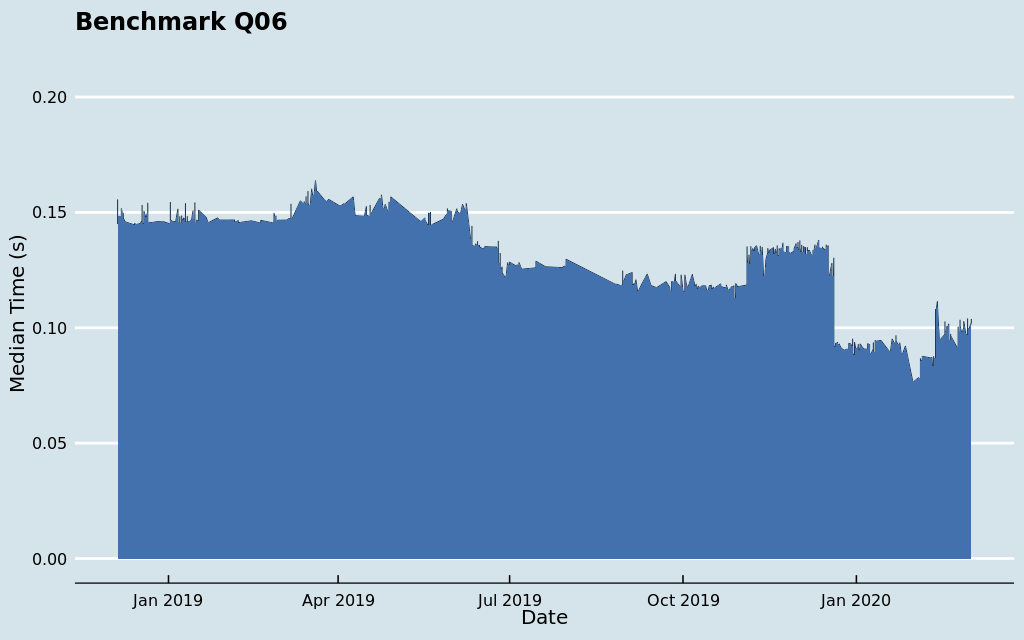 Benchmark Q06
Median Time (s)
0.20
0.15
0.10
0.05
0.00
Jan 2019
Apr 2019
Jul 2019
Oct 2019
Jan 2020
Date